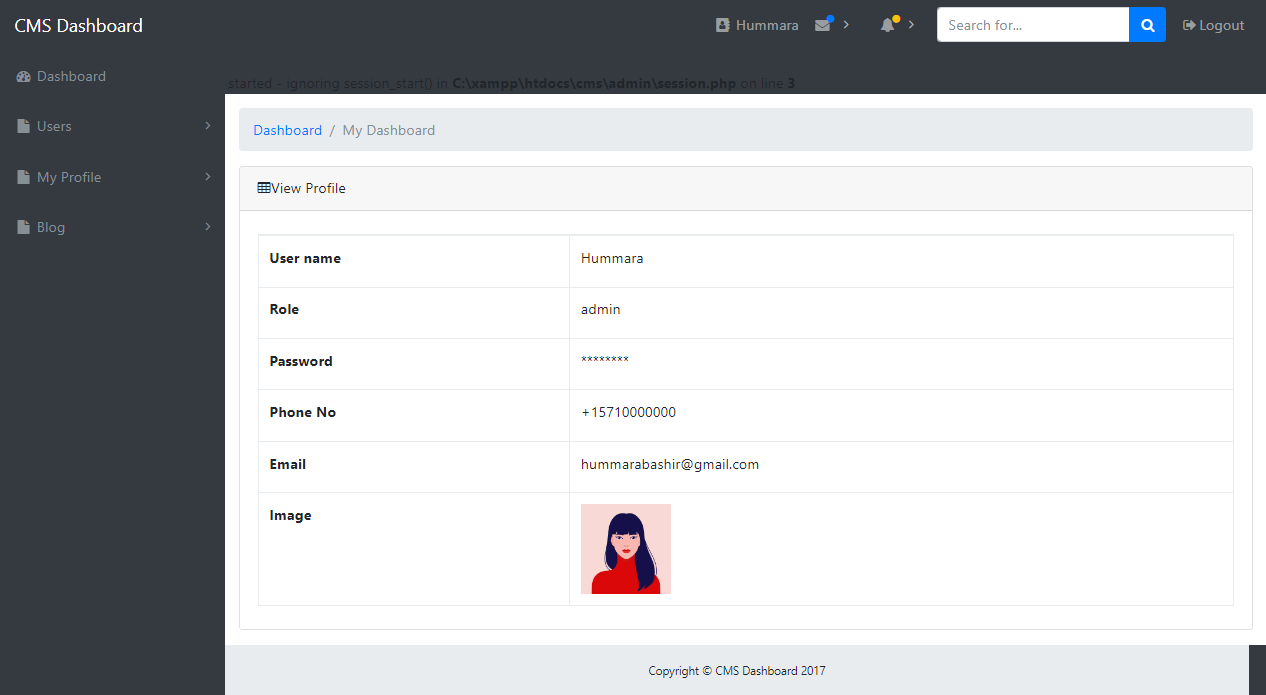 CMS Dashboard
Hummara
Search for...
Logout
Dashboard
started - ignoring session_start() in C:\xampp\htdocs\cms\admin\session.php on line 3
Users
Dashboard / My Dashboard
My Profile
View Profile
Blog
User name Hummara
Role admin
Password ********
Phone No +15710000000
Email hummarabashir@gmail.com
Image
Copyright © CMS Dashboard 2017